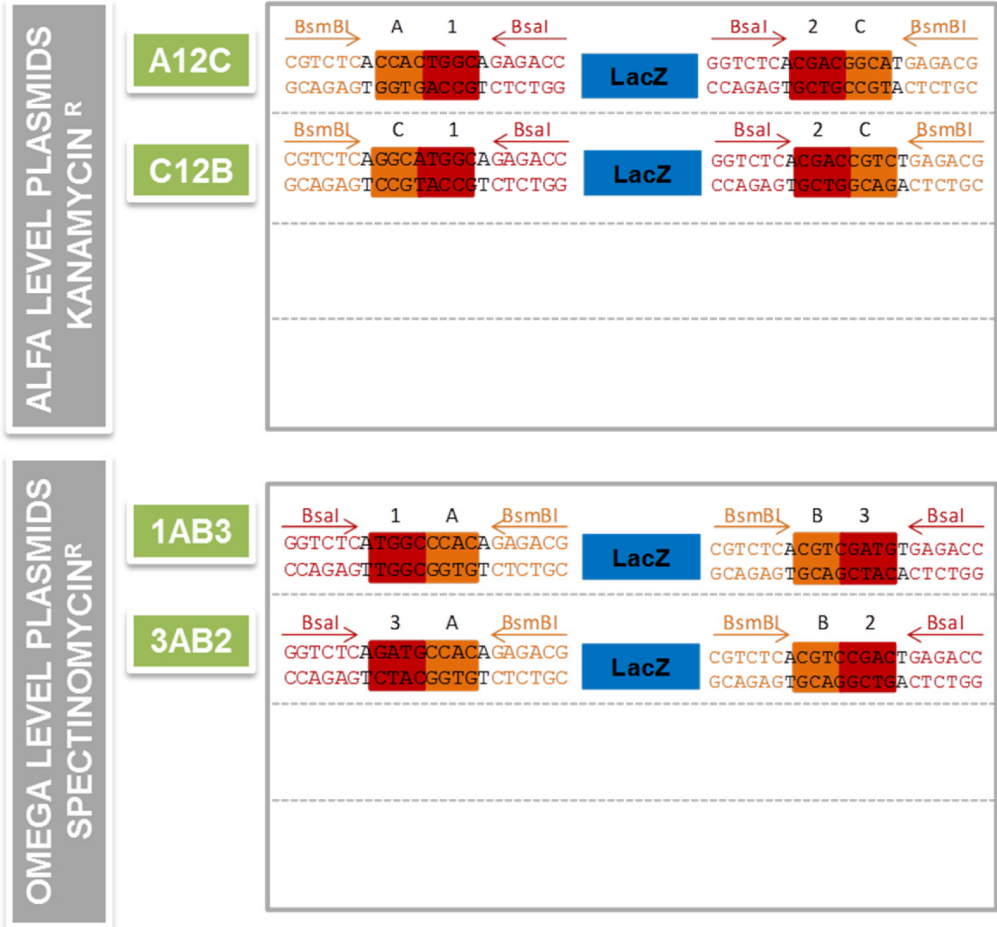 ALFA LEVEL PLASMIDS
KANAMYCIN R
A12C
BsmBI A 1 BsaI BsaI 2 C BsmBI
CGTCTCACCACTGGCAGAGACC LacZ GGTCTCACGACGGCATGAGACG
GCAGAGTGGTGACCGTCTCTGG CCAGAGTGCTGCCGTACTCTGC
C12B
BsmBI C 1 BsaI BsaI 2 C BsmBI
CGTCTCAGGCATGGCAGAGACC LacZ GGTCTCACGACCGTCTGAGACG
GCAGAGTCCGTACCGTCTCTGG CCAGAGTGCTGGCAGACTCTGC
OMEGA LEVEL PLASMIDS
SPECTINOMYCINR
1AB3
BsaI 1 A BsmBI BsmBI B 3 BsaI
GGTCTCATGGCCCACAGAGACG LacZ CGTCTCACGTCGATGTGAGACC
CCAGAGTTGGCGGTGTCTCTGC GCAGAGTGCAGCTACACTCTGG
3AB2
BsaI 3 A BsmBI BsmBI B 2 BsaI
GGTCTCAGATGCCACAGAGACG LacZ CGTCTCACGTCCGACTGAGACC
CCAGAGTCTACGGTGTCTCTGC GCAGAGTGCAGGCTGACTCTGG